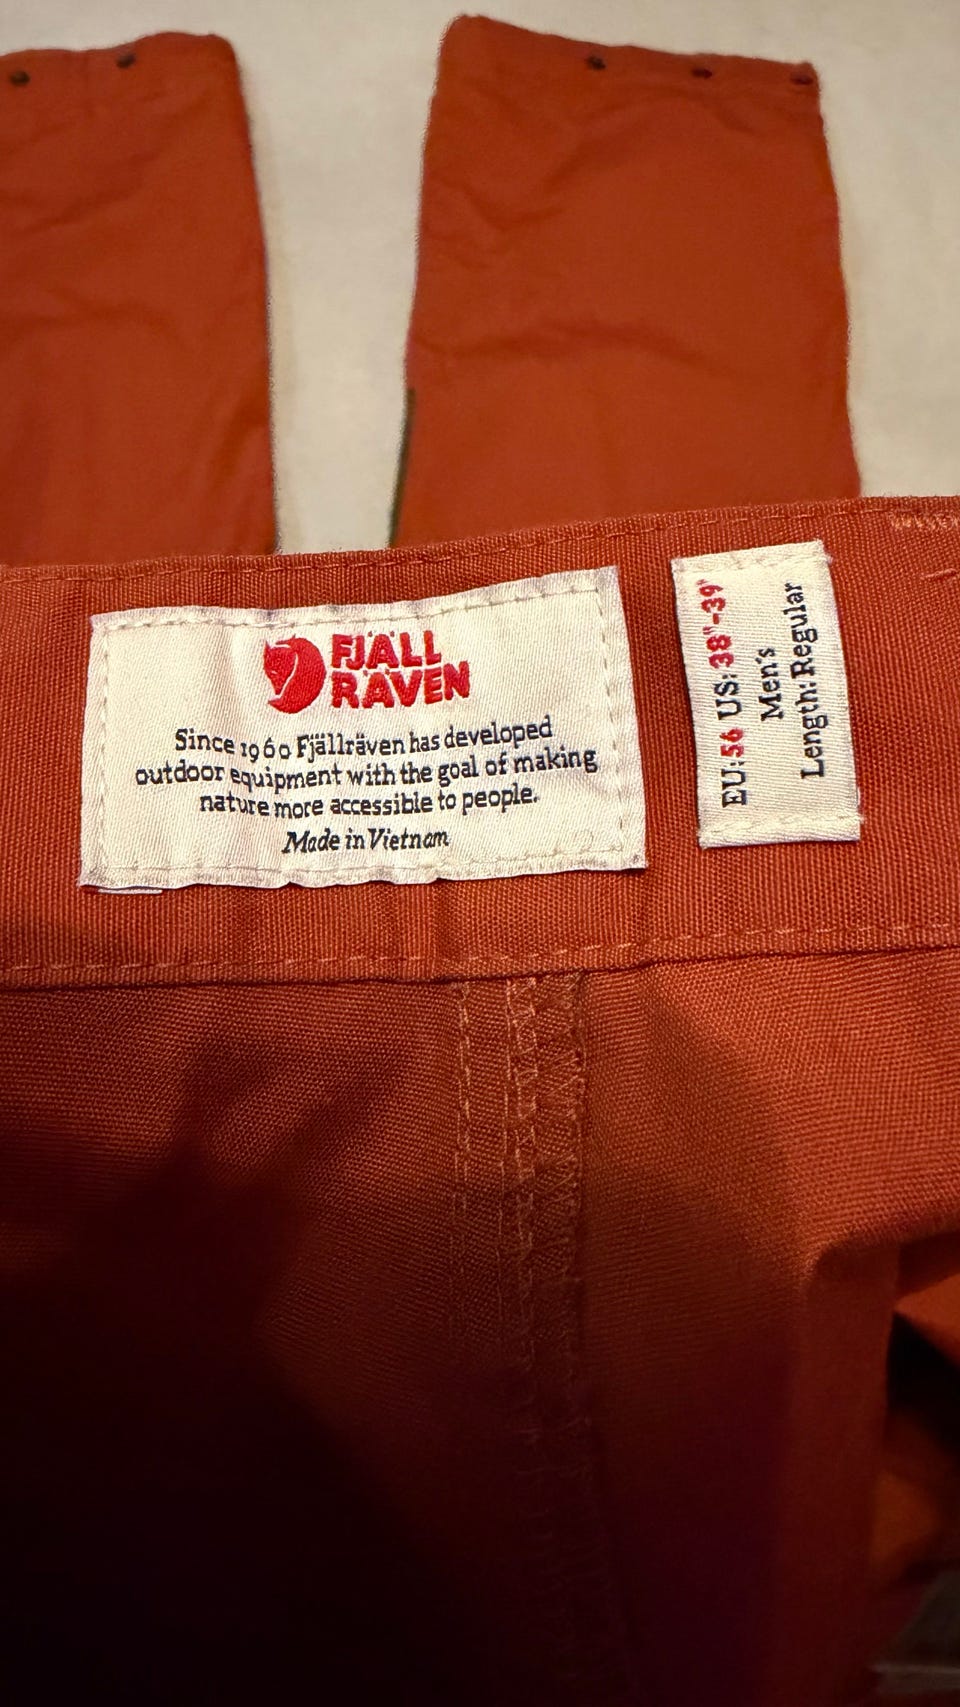 FJÄLL
RÄVEN
Since 1960 Fjällräven has developed
outdoor equipment with the goal of making
nature more accessible to people.
Made in Vietnam
EU:56 US:38"-39"
Men's
Length: Regular